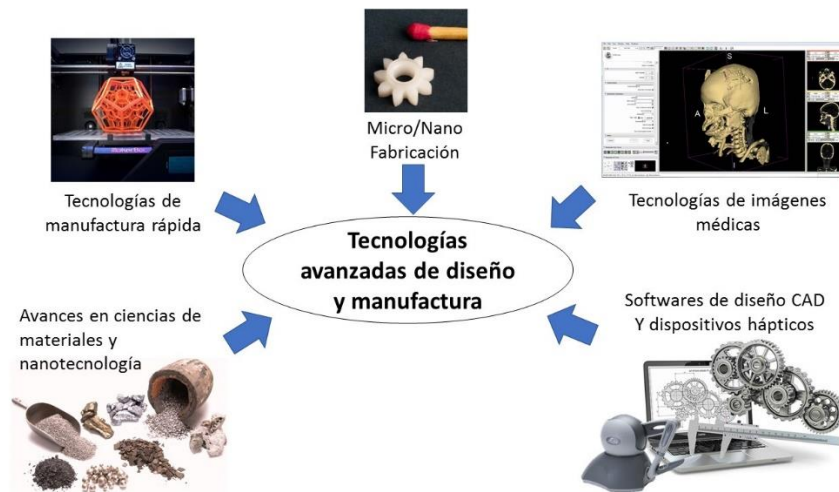 Micro/Nano
Fabricación
Tecnologías de
manufactura rápida
S
A
L
I
Tecnologías de imágenes
médicas
Tecnologías
avanzadas de diseño
y manufactura
Avances en ciencias de
materiales y
nanotecnología
Softwares de diseño CAD
Y dispositivos hápticos